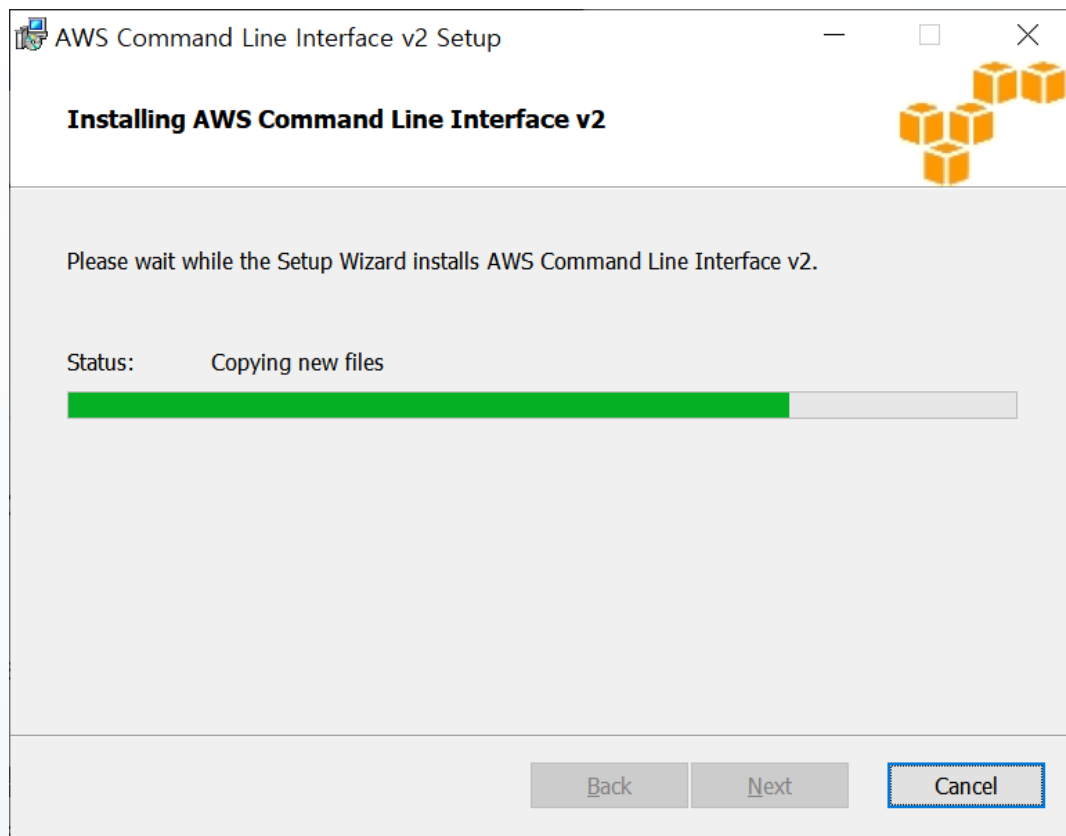 AWS Command Line Interface v2 Setup
Installing AWS Command Line Interface v2
Please wait while the Setup Wizard installs AWS Command Line Interface v2.
Status: Copying new files
Back Next Cancel